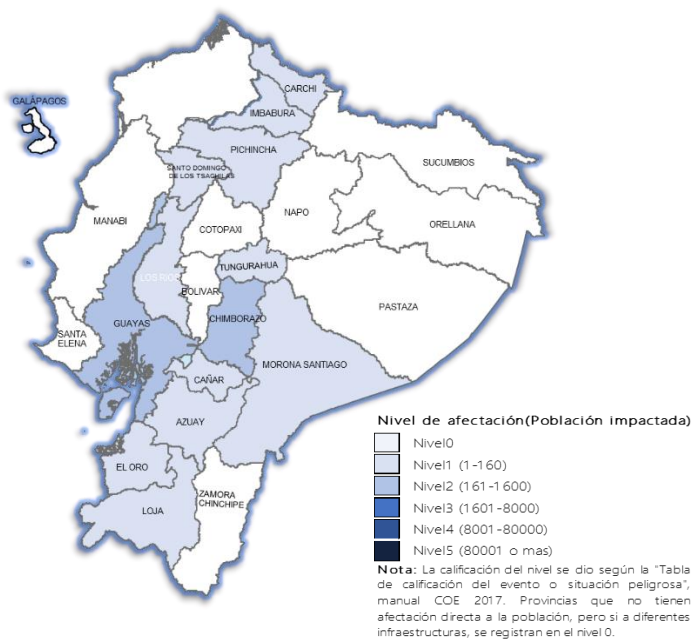 CARCHI
GALÁPAGOS
IMBABURA
PICHINCHA
SUCUMBIOS
SANTO DOMINGO
DE LOS TSACHILAS
NAPO
MANABI
ORELLANA
COTOPAXI
TUNGURAHUA
LOS RIOS
BOLIVAR
PASTAZA
CHIMBORAZO
GUAYAS
SANTA
ELENA
MORONA SANTIAGO
CAÑAR
AZUAY
EL ORO
ZAMORA
CHINCHIPE
LOJA
Nivel de afectación(Población impactada)
Nivel0
Nivel1 (1-160)
Nivel2 (161-1600)
Nivel3 (1601-8000)
Nivel4 (8001-80000)
Nivel5 (80001 o mas)
Nota: La calificación del nivel se dio según la "Tabla
de calificación del evento o situación peligrosa",
manual COE 2017. Provincias que no tienen
afectación directa a la población, pero si a diferentes
infraestructuras, se registran en el nivel 0.